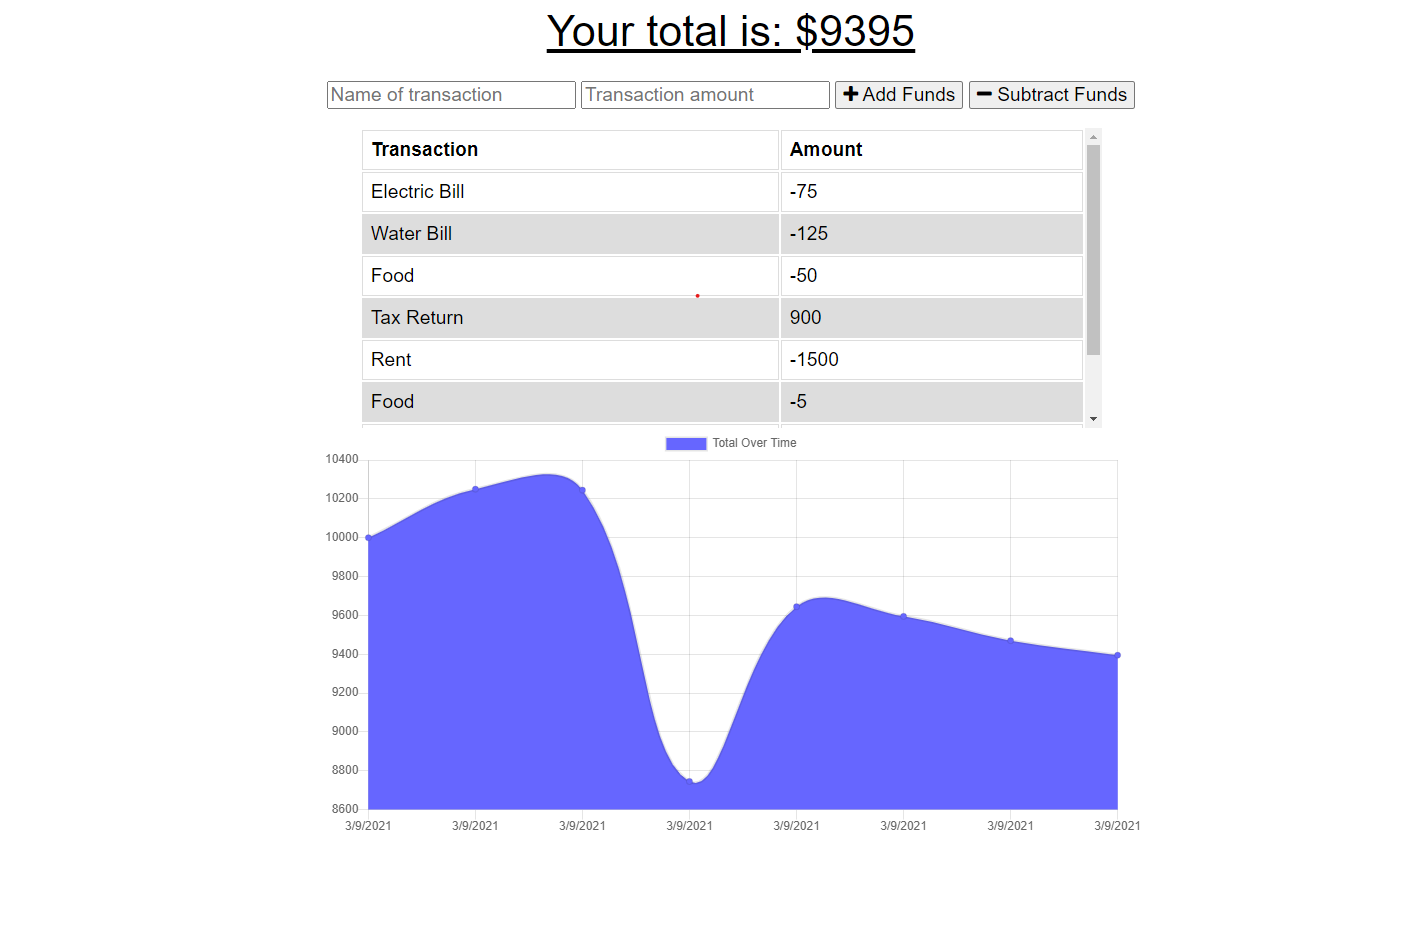 Your total is: $9395
Name of transaction Transaction amount Add Funds Subtract Funds
Transaction Amount
Electric Bill -75
Water Bill -125
Food -50
Tax Return 900
Rent -1500
Food -5
Total Over Time
10400
10200
10000
9800
9600
9400
9200
9000
8800
8600
3/9/2021 3/9/2021 3/9/2021 3/9/2021 3/9/2021 3/9/2021 3/9/2021 3/9/2021